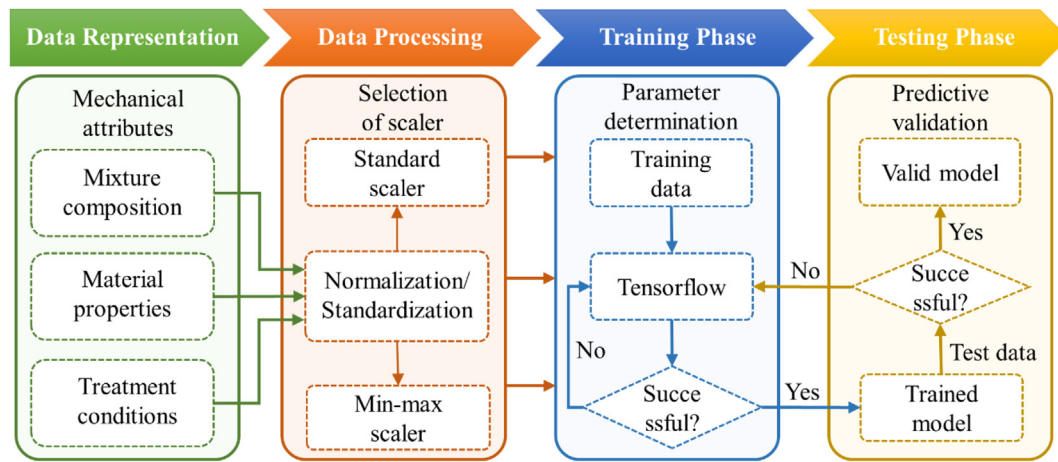 Data Representation
Data Processing
Training Phase
Testing Phase
Mechanical
attributes
Mixture
composition
Material
properties
Treatment
conditions
Selection
of scaler
Standard
scaler
Normalization/
Standardization
Min-max
scaler
Parameter
determination
Training
data
Tensorflow
No
Succe
ssful?
Yes
Predictive
validation
Valid model
Yes
No
Succe
ssful?
Test data
Trained
model